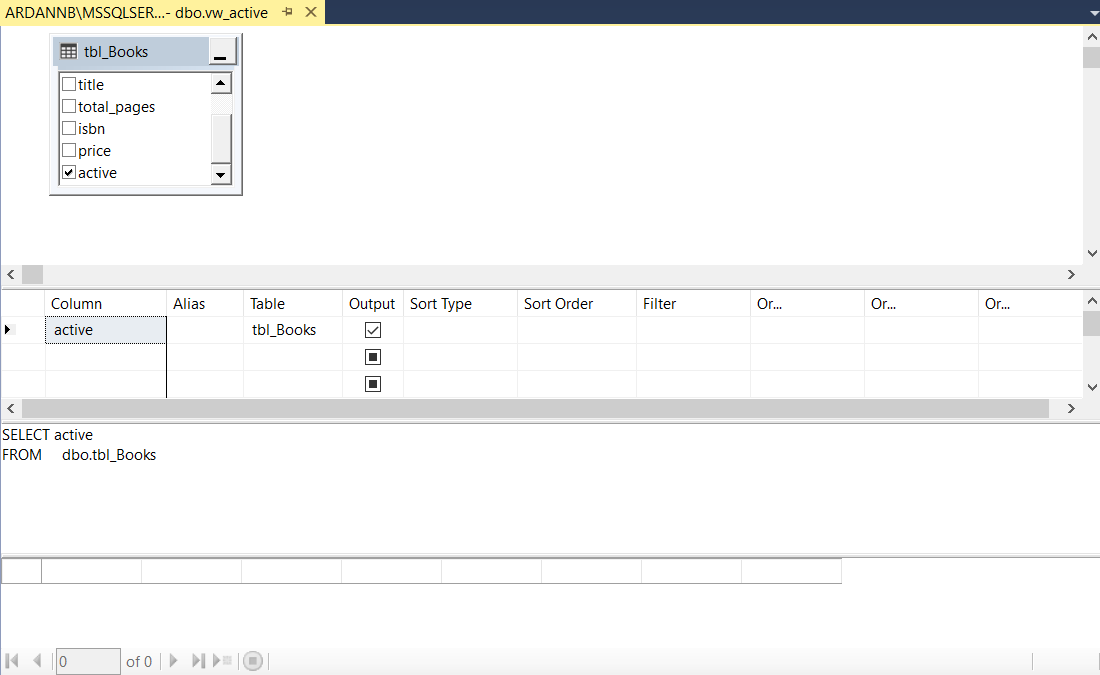 ARDANNB\MSSQLSER...- dbo.vw_active
tbl_Books
title
total_pages
isbn
price
active
Column Alias Table Output Sort Type Sort Order Filter Or... Or... Or...
active tbl_Books
SELECT active
FROM dbo.tbl_Books
0 of 0